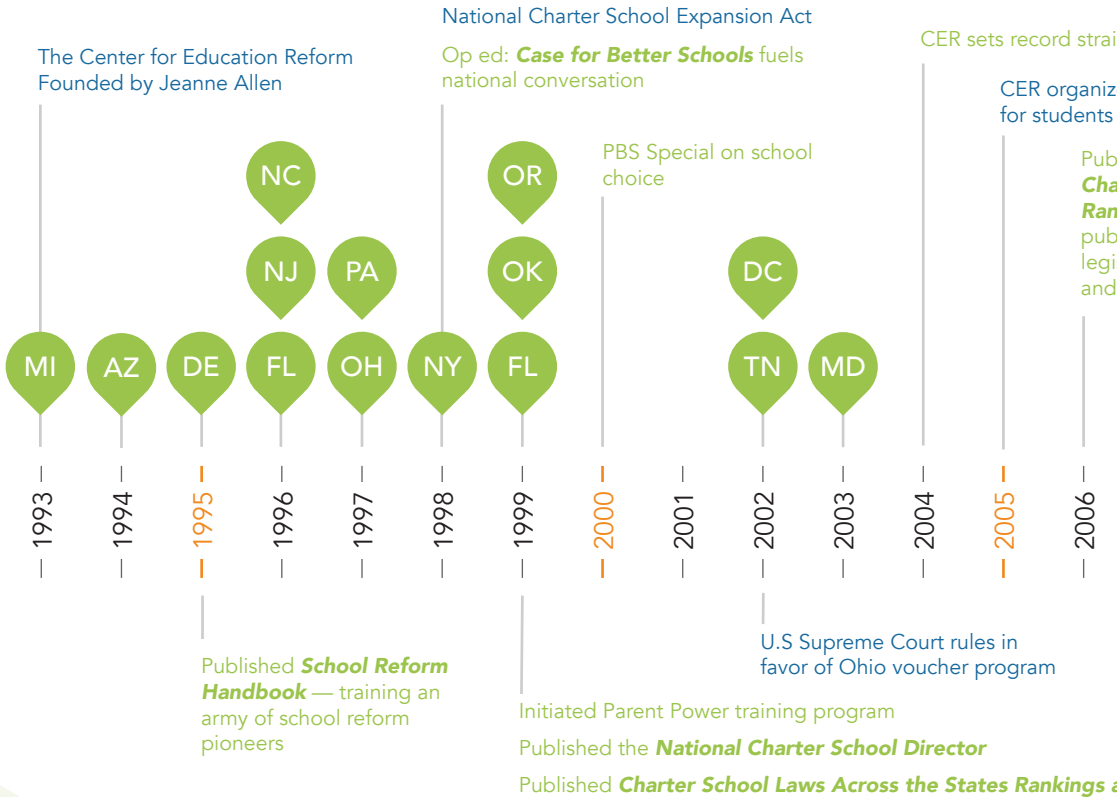 National Charter School Expansion Act
The Center for Education Reform
Founded by Jeanne Allen
Op ed: Case for Better Schools fuels
national conversation
CER sets record strai
CER organiz
for students
PBS Special on school
choice
Pub
Cha
Ran
pub
legi
and
NC
OR
NJ
PA
OK
DC
MI
AZ
DE
FL
OH
NY
FL
TN
MD
1993
1994
1995
1996
1997
1998
1999
2000
2001
2002
2003
2004
2005
2006
Published School Reform
Handbook — training an
army of school reform
pioneers
U.S Supreme Court rules in
favor of Ohio voucher program
Initiated Parent Power training program
Published the National Charter School Director
Published Charter School Laws Across the States Rankings a